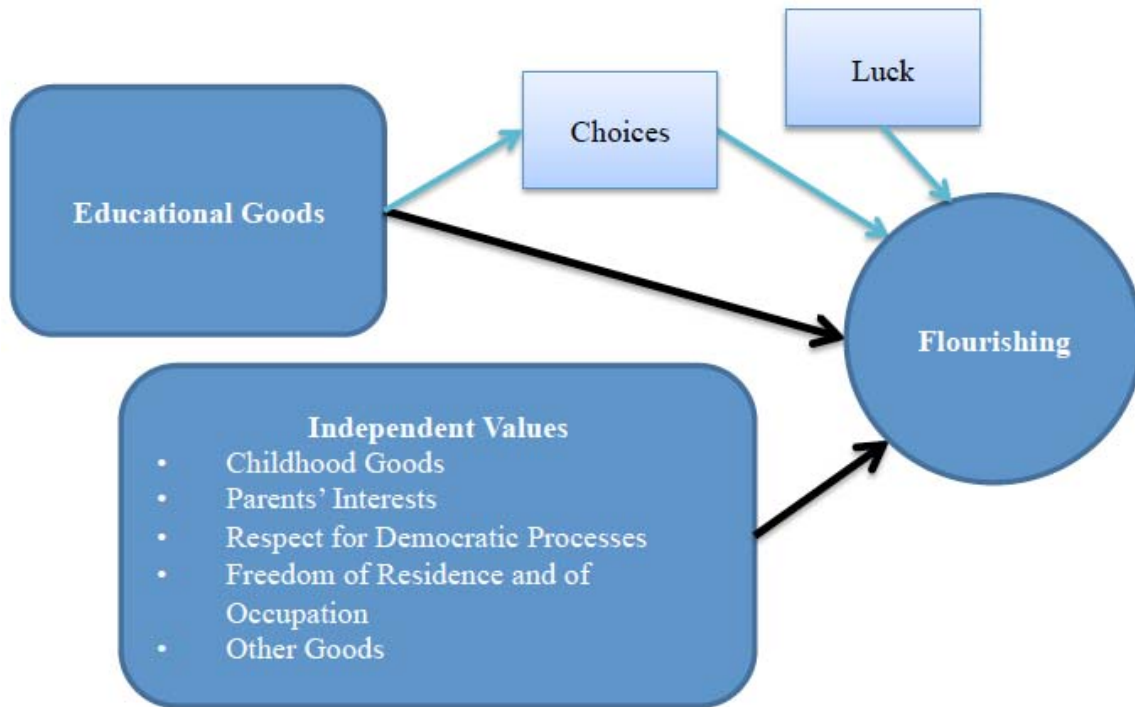 Luck
Choices
Educational Goods
Flourishing
Independent Values
• Childhood Goods
• Parents’ Interests
• Respect for Democratic Processes
• Freedom of Residence and of
Occupation
• Other Goods